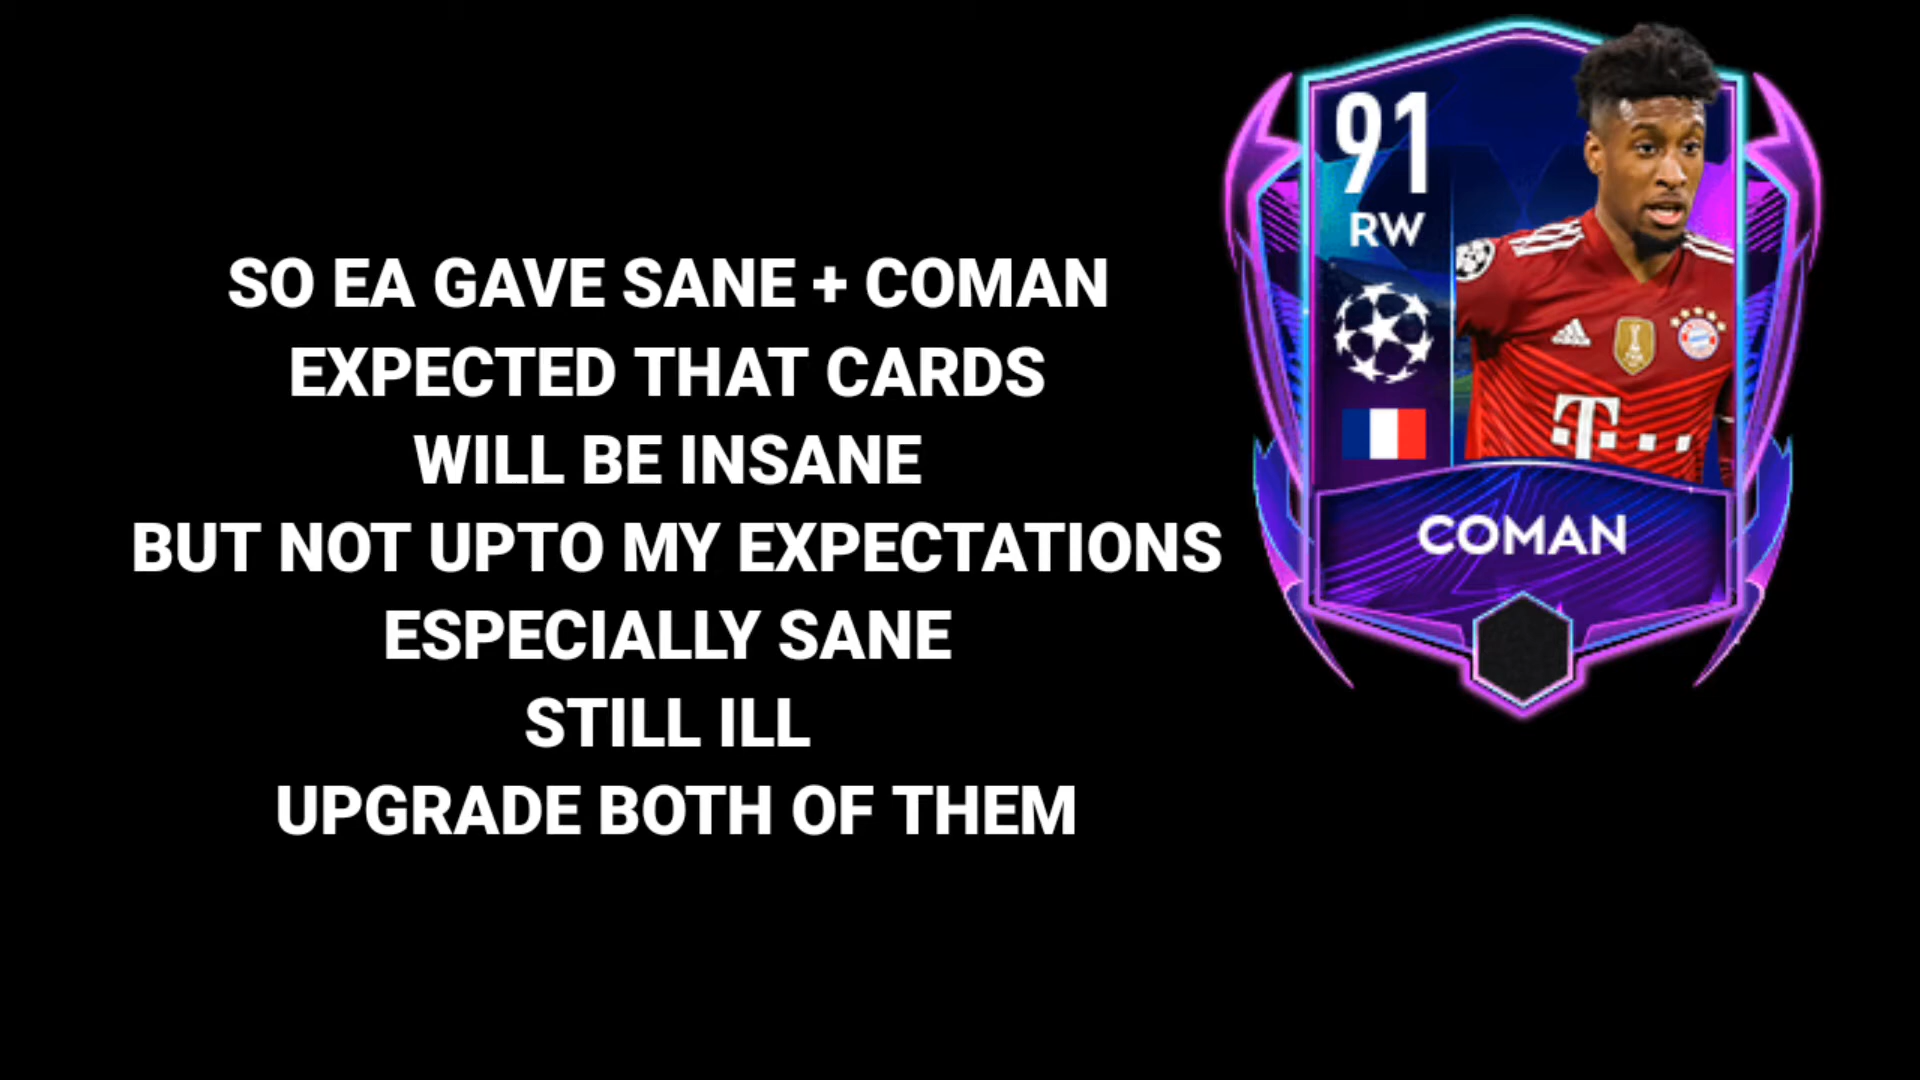 SO EA GAVE SANE + COMAN
EXPECTED THAT CARDS
WILL BE INSANE
BUT NOT UPTO MY EXPECTATIONS
ESPECIALLY SANE
STILL ILL
UPGRADE BOTH OF THEM
91
RW
T
COMAN